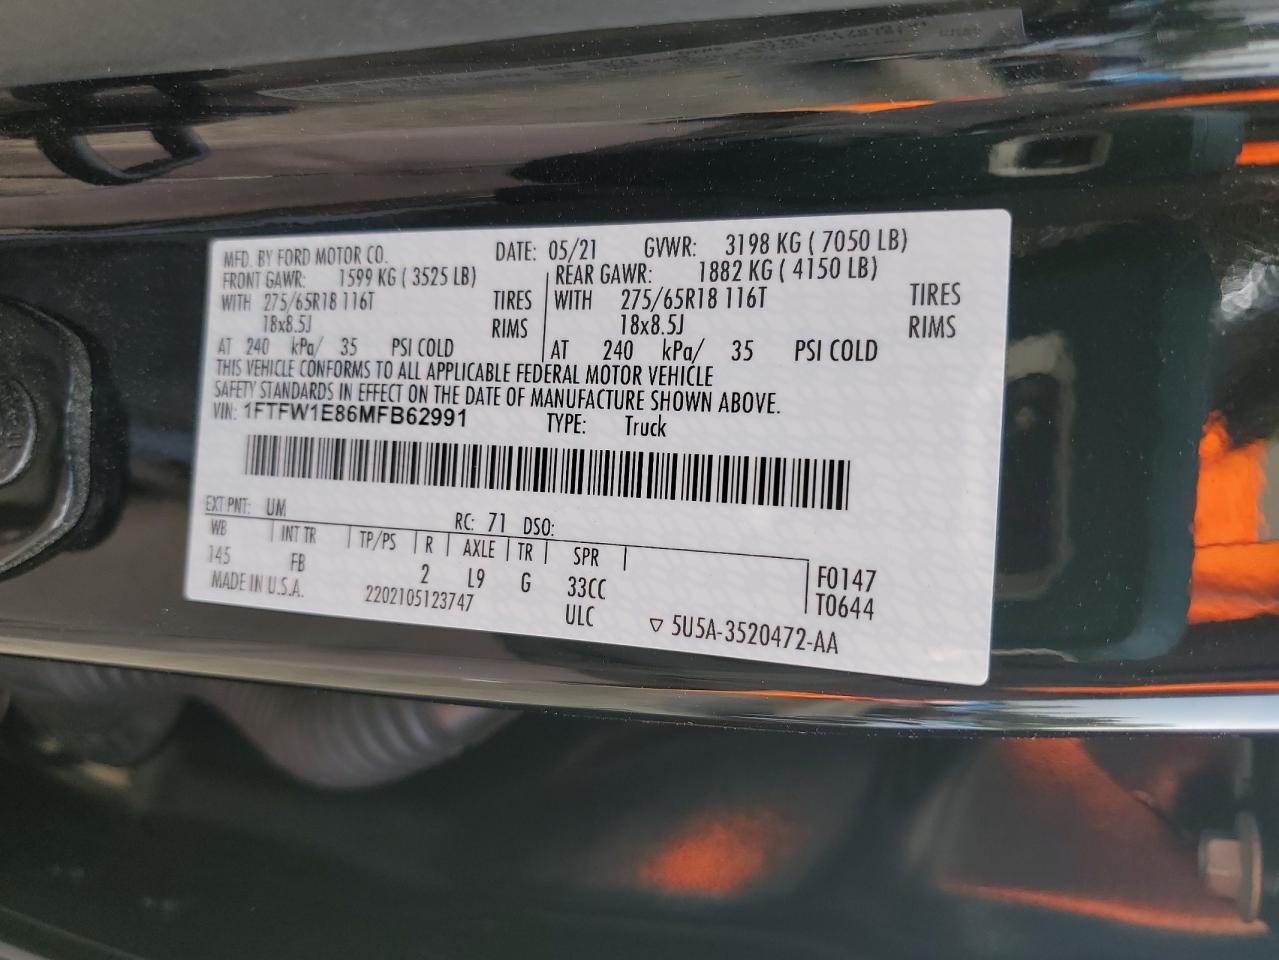 MFD. BY FORD MOTOR CO. DATE: 05/21 GVWR: 3198 KG ( 7050 LB)
FRONT GAWR: 1599 KG ( 3525 LB) REAR GAWR: 1882 KG ( 4150 LB)
WITH 275/65R18 116T TIRES WITH 275/65R18 116T TIRES
18x8.5J RIMS 18x8.5J RIMS
AT 240 kPa/ 35 PSI COLD AT 240 kPa/ 35 PSI COLD
THIS VEHICLE CONFORMS TO ALL APPLICABLE FEDERAL MOTOR VEHICLE
SAFETY STANDARDS IN EFFECT ON THE DATE OF MANUFACTURE SHOWN ABOVE.
VIN: 1FTFW1E86MFB62991 TYPE: Truck
EXT PNT: UM RC: 71 DSO:
WB INT TR TP/PS R AXLE TR SPR
145 FB 2 L9 G 33CC F0147
MADE IN U.S.A. 2202105123747 ULC T0644
▽ 5U5A-3520472-AA